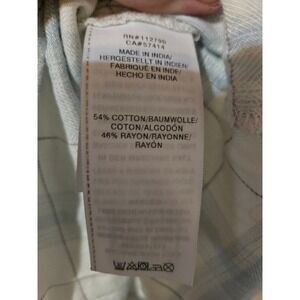 RN#112790
CA#57414
MADE IN INDIA/
HERGESTELLT IN INDIEN/
FABRIQUÉ EN INDE/
HECHO EN INDIA
54% COTTON/BAUMWOLLE/
COTON/ALGODÓN
46% RAYON/RAYONNE/
RAYÓN